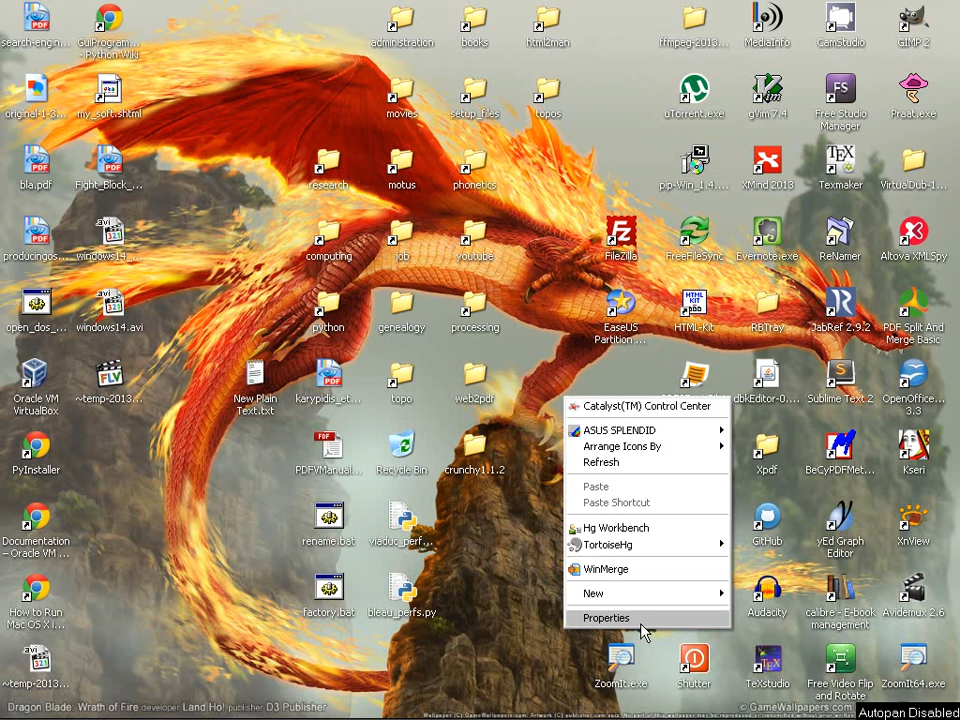 search-engin...
GuiProgram...
- Python Wiki
administration
books
html2man
ffmpeg-2013...
MediaInfo
CamStudio
GIMP 2
original-1-3...
my_soft.shtml
movies
setup_files
topos
uTorrent.exe
gVim 7.4
Free Studio
Manager
Praat.exe
bla.pdf
Fight_Block_...
research
motus
phonetics
pip-Win_1.4....
XMind 2013
Texmaker
VirtualDub-1...
producingos...
windows14_...
computing
job
youtube
FileZilla
FreeFileSync
Evernote.exe
ReNamer
Altova XMLSpy
open_dos_...
windows14.avi
python
genealogy
processing
EaseUS
Partition ...
HTML-Kit
RBTray
JabRef 2.9.2
PDF Split And
Merge Basic
Oracle VM
VirtualBox
~temp-2013...
New Plain
Text.txt
karypidis_et...
topo
web2pdf
dbkEditor-0....
Sublime Text 2
OpenOffice...
3.3
Catalyst(TM) Control Center
ASUS SPLENDID
Arrange Icons By
Refresh
Paste
Paste Shortcut
Hg Workbench
TortoiseHg
WinMerge
New
Properties
PyInstaller
PDFVManual...
Recycle Bin
crunchy1.1.2
Xpdf
BeCyPDFMet...
Kseri
Documentation
– Oracle VM ...
rename.bat
viaduc_perf...
GitHub
yEd Graph
Editor
XnView
How to Run
Mac OS X i...
factory.bat
bleau_perfs.py
Audacity
calibre - E-book
management
Avidemux 2.6
~temp-2013...
ZoomIt.exe
Shutter
TeXstudio
Free Video Flip
and Rotate
ZoomIt64.exe
Dragon Blade: Wrath of Fire developer Land Ho! publisher D3 Publisher
© GameWallpapers.com
Autopan Disabled